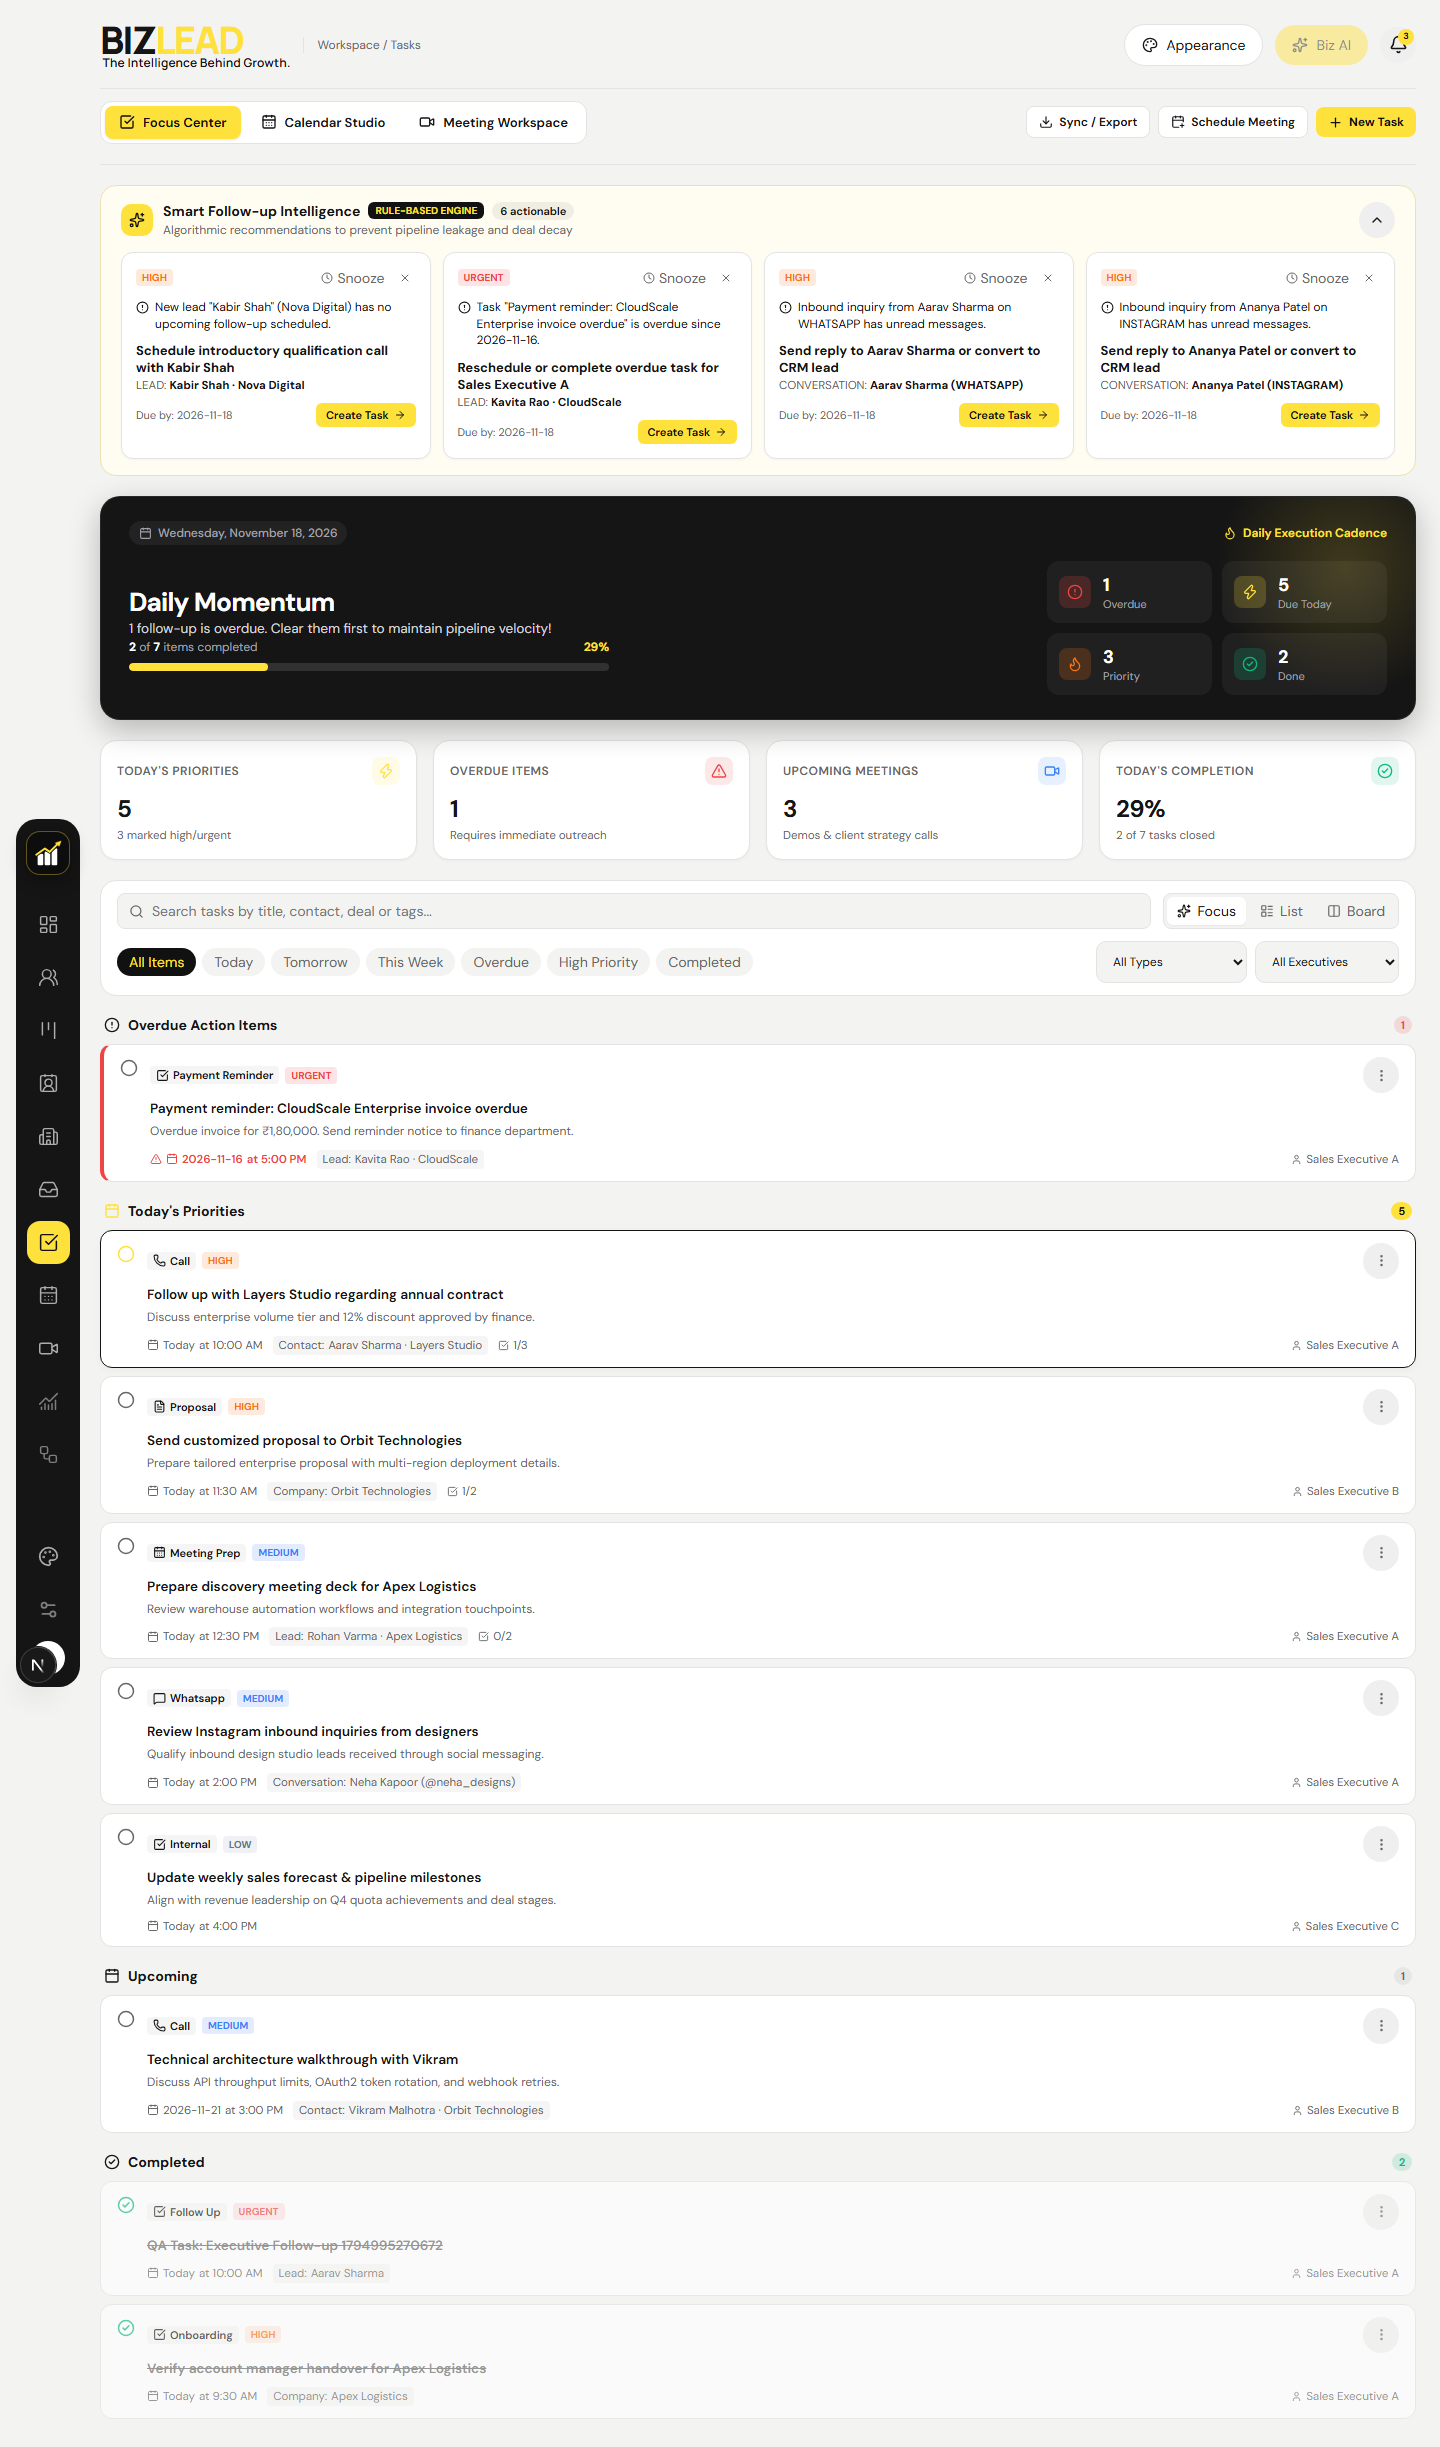 BIZLEAD
The Intelligence Behind Growth.
Workspace / Tasks
Appearance
Biz AI
3
Focus Center
Calendar Studio
Meeting Workspace
Sync / Export
Schedule Meeting
New Task
Smart Follow-up Intelligence
RULE-BASED ENGINE
6 actionable
Algorithmic recommendations to prevent pipeline leakage and deal decay
HIGH
Snooze
New lead "Kabir Shah" (Nova Digital) has no
upcoming follow-up scheduled.
Schedule introductory qualification call
with Kabir Shah
LEAD: Kabir Shah · Nova Digital
Due by: 2026-11-18
Create Task
URGENT
Snooze
Task "Payment reminder: CloudScale
Enterprise invoice overdue" is overdue since
2026-11-16.
Reschedule or complete overdue task for
Sales Executive A
LEAD: Kavita Rao · CloudScale
Due by: 2026-11-18
Create Task
HIGH
Snooze
Inbound inquiry from Aarav Sharma on
WHATSAPP has unread messages.
Send reply to Aarav Sharma or convert to
CRM lead
CONVERSATION: Aarav Sharma (WHATSAPP)
Due by: 2026-11-18
Create Task
HIGH
Snooze
Inbound inquiry from Ananya Patel on
INSTAGRAM has unread messages.
Send reply to Ananya Patel or convert to
CRM lead
CONVERSATION: Ananya Patel (INSTAGRAM)
Due by: 2026-11-18
Create Task
Wednesday, November 18, 2026
Daily Momentum
1 follow-up is overdue. Clear them first to maintain pipeline velocity!
2 of 7 items completed
29%
Daily Execution Cadence
1
Overdue
5
Due Today
3
Priority
2
Done
TODAY'S PRIORITIES
5
3 marked high/urgent
OVERDUE ITEMS
1
Requires immediate outreach
UPCOMING MEETINGS
3
Demos & client strategy calls
TODAY'S COMPLETION
29%
2 of 7 tasks closed
Search tasks by title, contact, deal or tags...
Focus
List
Board
All Items
Today
Tomorrow
This Week
Overdue
High Priority
Completed
All Types
All Executives
Overdue Action Items
1
Payment Reminder
URGENT
Payment reminder: CloudScale Enterprise invoice overdue
Overdue invoice for ₹1,80,000. Send reminder notice to finance department.
2026-11-16 at 5:00 PM
Lead: Kavita Rao · CloudScale
Sales Executive A
Today's Priorities
5
Call
HIGH
Follow up with Layers Studio regarding annual contract
Discuss enterprise volume tier and 12% discount approved by finance.
Today at 10:00 AM
Contact: Aarav Sharma · Layers Studio
1/3
Sales Executive A
Proposal
HIGH
Send customized proposal to Orbit Technologies
Prepare tailored enterprise proposal with multi-region deployment details.
Today at 11:30 AM
Company: Orbit Technologies
1/2
Sales Executive B
Meeting Prep
MEDIUM
Prepare discovery meeting deck for Apex Logistics
Review warehouse automation workflows and integration touchpoints.
Today at 12:30 PM
Lead: Rohan Varma · Apex Logistics
0/2
Sales Executive A
Whatsapp
MEDIUM
Review Instagram inbound inquiries from designers
Qualify inbound design studio leads received through social messaging.
Today at 2:00 PM
Conversation: Neha Kapoor (@neha_designs)
Sales Executive A
Internal
LOW
Update weekly sales forecast & pipeline milestones
Align with revenue leadership on Q4 quota achievements and deal stages.
Today at 4:00 PM
Sales Executive C
Upcoming
1
Call
MEDIUM
Technical architecture walkthrough with Vikram
Discuss API throughput limits, OAuth2 token rotation, and webhook retries.
2026-11-21 at 3:00 PM
Contact: Vikram Malhotra · Orbit Technologies
Sales Executive B
Completed
2
Follow Up
URGENT
QA Task: Executive Follow-up 1794995270672
Today at 10:00 AM
Lead: Aarav Sharma
Sales Executive A
Onboarding
HIGH
Verify account manager handover for Apex Logistics
Today at 9:30 AM
Company: Apex Logistics
Sales Executive A
N